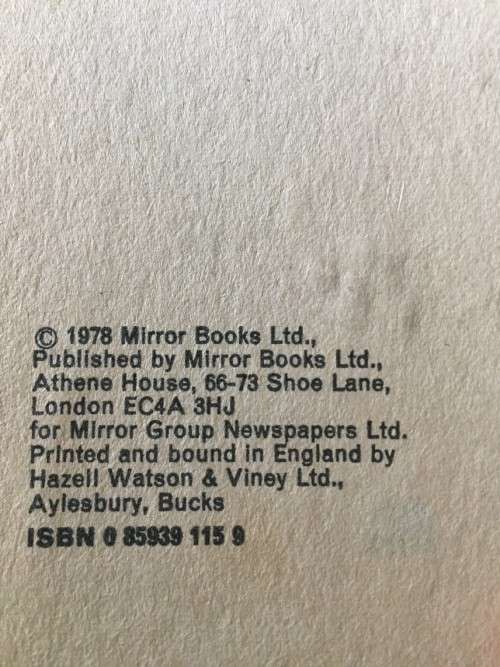 © 1978 Mirror Books Ltd.,
Published by Mirror Books Ltd.,
Athene House, 66-73 Shoe Lane,
London EC4A 3HJ
for Mirror Group Newspapers Ltd.
Printed and bound in England by
Hazell Watson & Viney Ltd.,
Aylesbury, Bucks
ISBN 0 85939 115 9